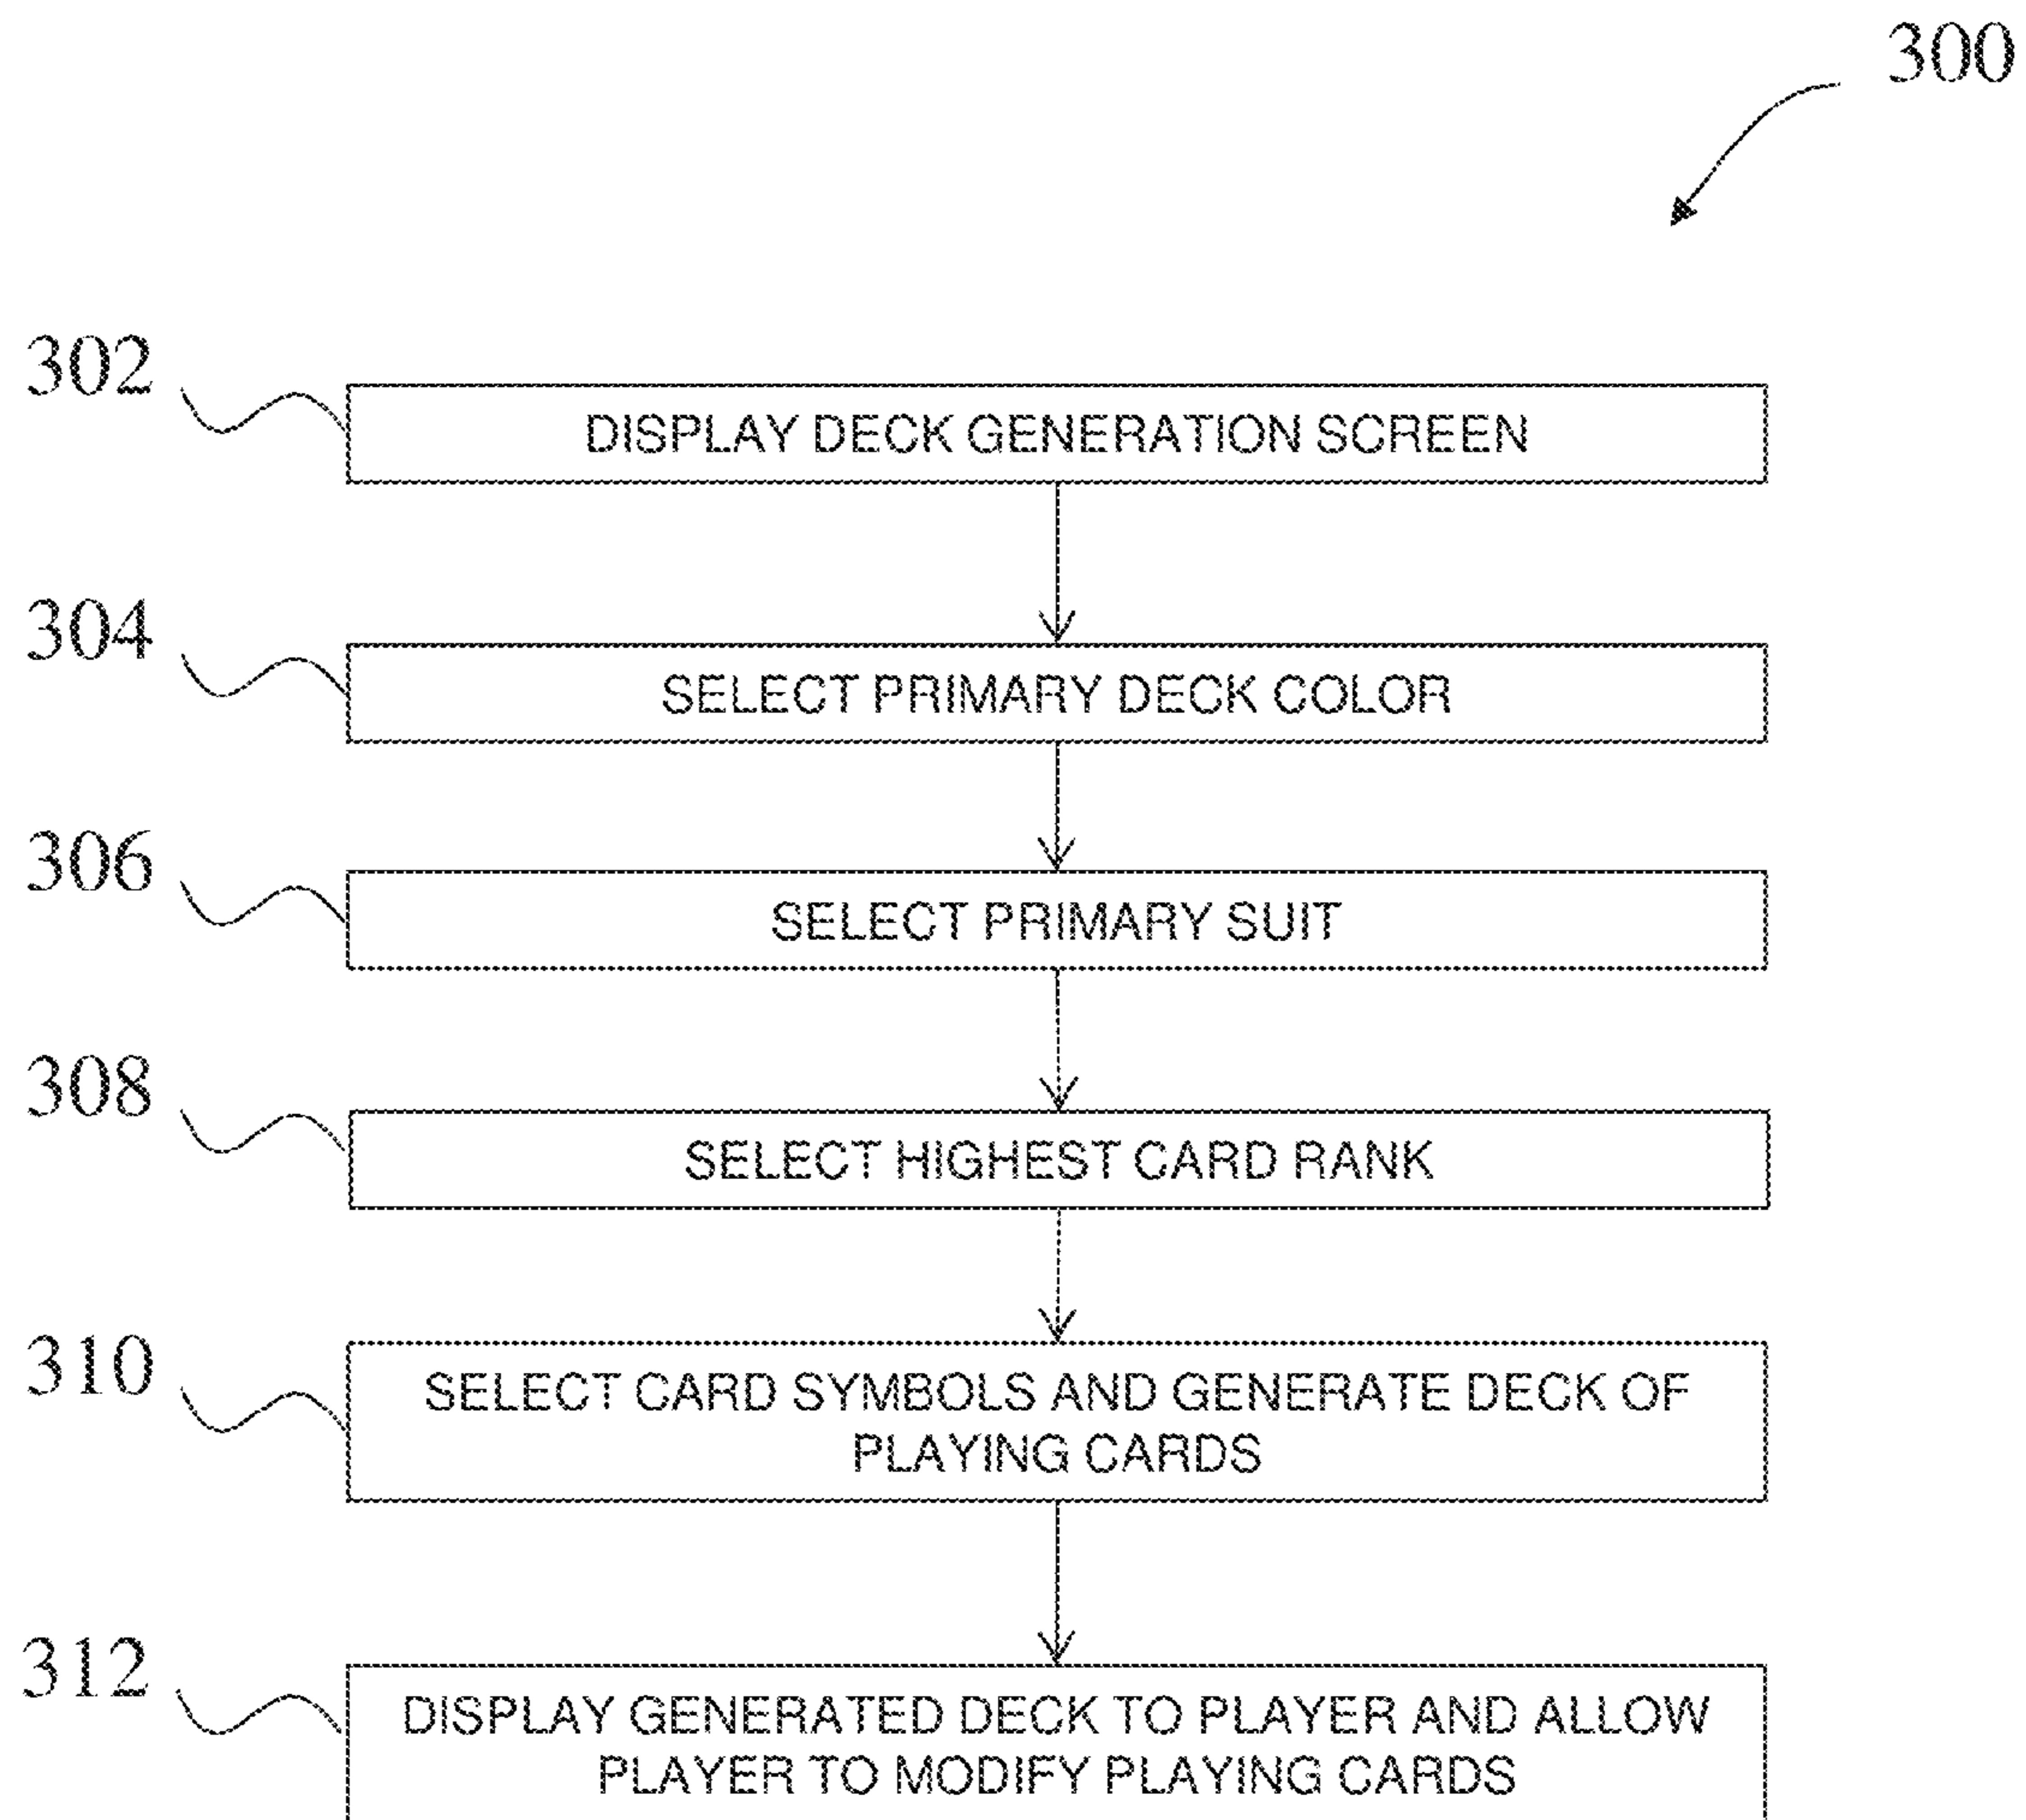 300
302
DISPLAY DECK GENERATION SCREEN
304
SELECT PRIMARY DECK COLOR
306
SELECT PRIMARY SUIT
308
SELECT HIGHEST CARD RANK
310
SELECT CARD SYMBOLS AND GENERATE DECK OF
PLAYING CARDS
312
DISPLAY GENERATED DECK TO PLAYER AND ALLOW
PLAYER TO MODIFY PLAYING CARDS